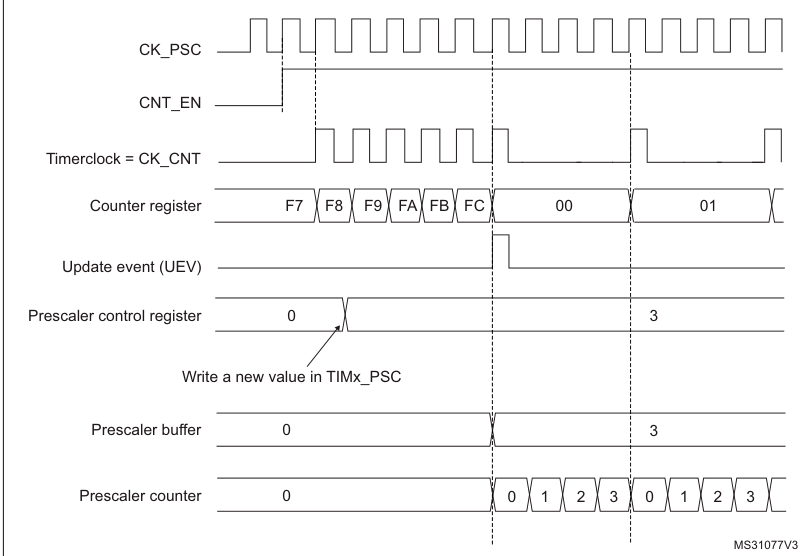 CK_PSC
CNT_EN
Timerclock = CK_CNT
Counter register F7 F8 F9 FA FB FC 00 01
Update event (UEV)
Prescaler control register 0 3
Write a new value in TIMx_PSC
Prescaler buffer 0 3
Prescaler counter 0 0 1 2 3 0 1 2 3
MS31077V3